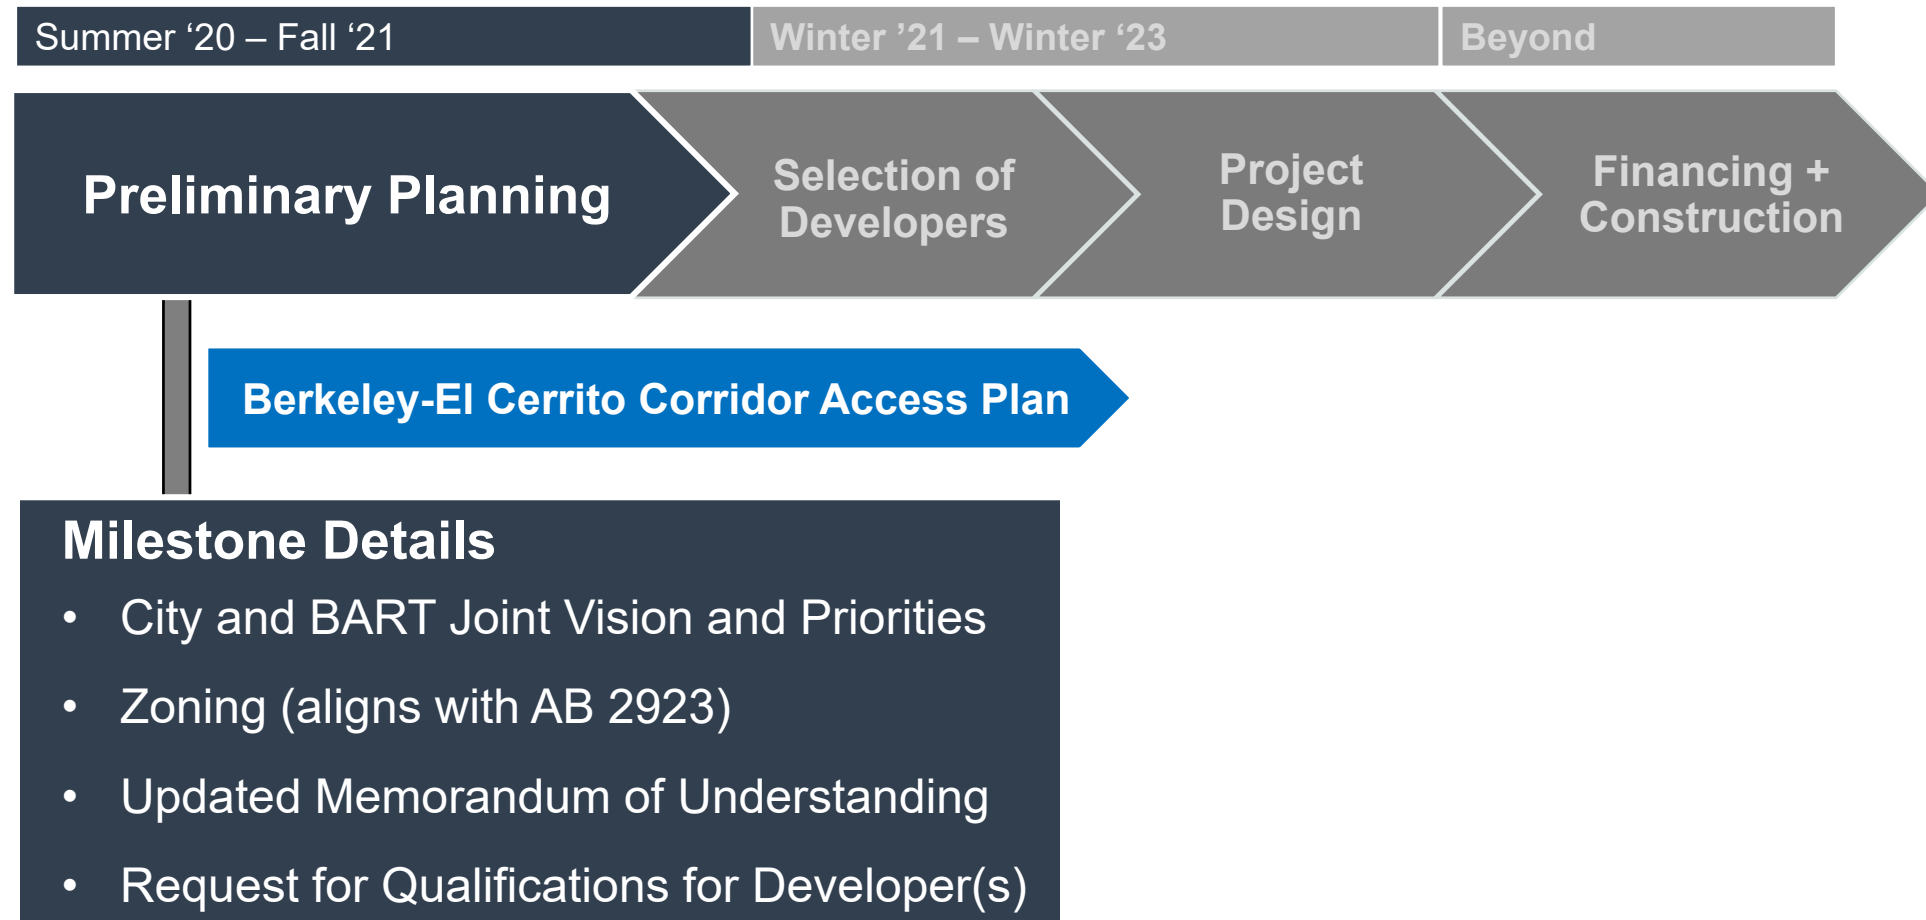 Summer ‘20 – Fall ‘21
Winter ’21 – Winter ‘23
Beyond
Preliminary Planning
Selection of
Developers
Project
Design
Financing +
Construction
Berkeley-El Cerrito Corridor Access Plan
Milestone Details
• City and BART Joint Vision and Priorities
• Zoning (aligns with AB 2923)
• Updated Memorandum of Understanding
• Request for Qualifications for Developer(s)